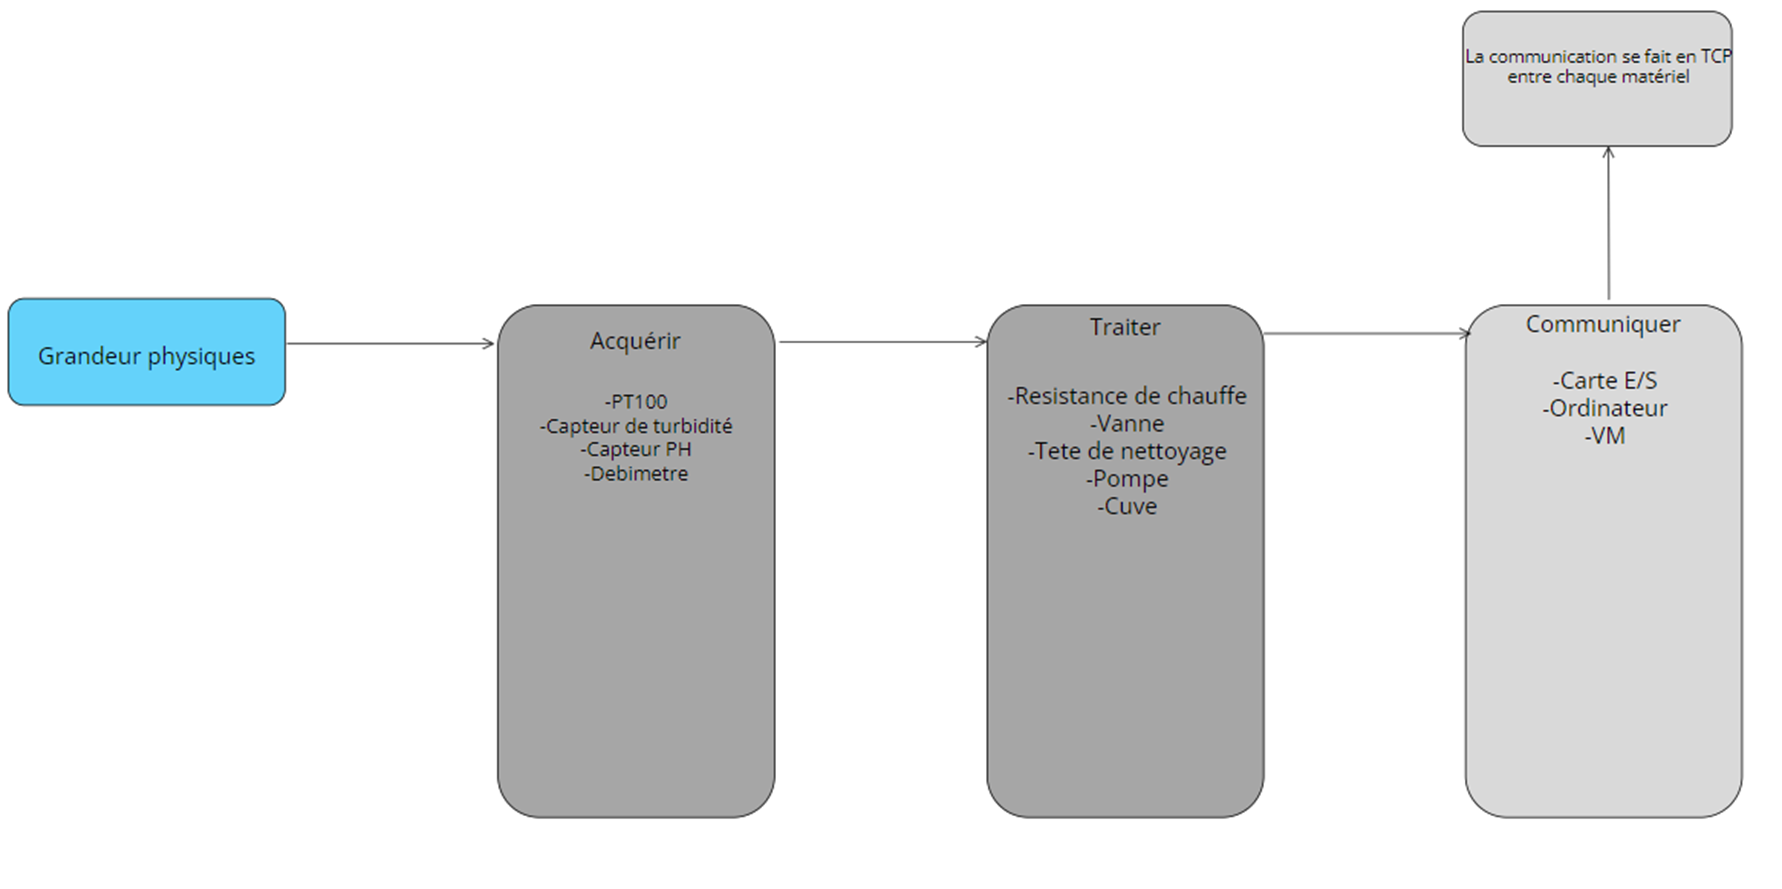 La communication se fait en TCP
entre chaque matériel
Grandeur physiques
Acquérir
-PT100
-Capteur de turbidité
-Capteur PH
-Debimetre
Traiter
-Resistance de chauffe
-Vanne
-Tete de nettoyage
-Pompe
-Cuve
Communiquer
-Carte E/S
-Ordinateur
-VM